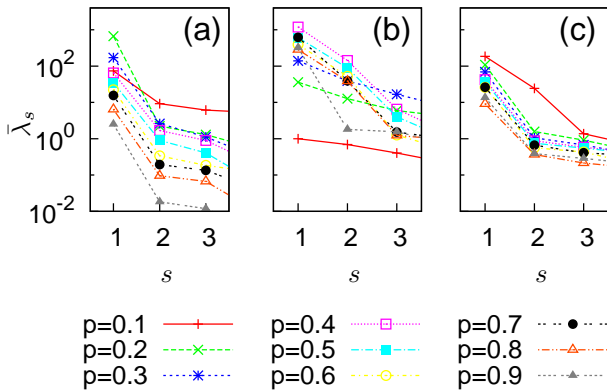 (a) (b) (c)
10^2
λ̄_s
10^0
10^-2
1 2 3 1 2 3 1 2 3
s s s
p=0.1 p=0.4 p=0.7
p=0.2 p=0.5 p=0.8
p=0.3 p=0.6 p=0.9